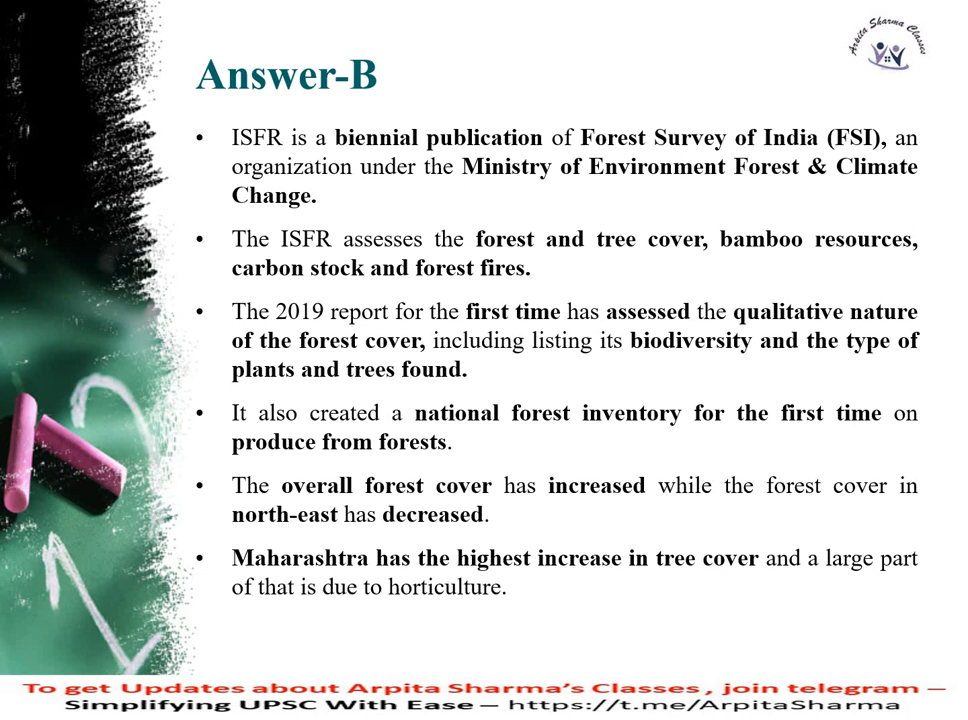 Arpita Sharma Classes
Answer-B
• ISFR is a biennial publication of Forest Survey of India (FSI), an
organization under the Ministry of Environment Forest & Climate
Change.
• The ISFR assesses the forest and tree cover, bamboo resources,
carbon stock and forest fires.
• The 2019 report for the first time has assessed the qualitative nature
of the forest cover, including listing its biodiversity and the type of
plants and trees found.
• It also created a national forest inventory for the first time on
produce from forests.
• The overall forest cover has increased while the forest cover in
north-east has decreased.
• Maharashtra has the highest increase in tree cover and a large part
of that is due to horticulture.
To get Updates about Arpita Sharma's Classes , join telegram –
Simplifying UPSC With Ease – https://t.me/ArpitaSharma